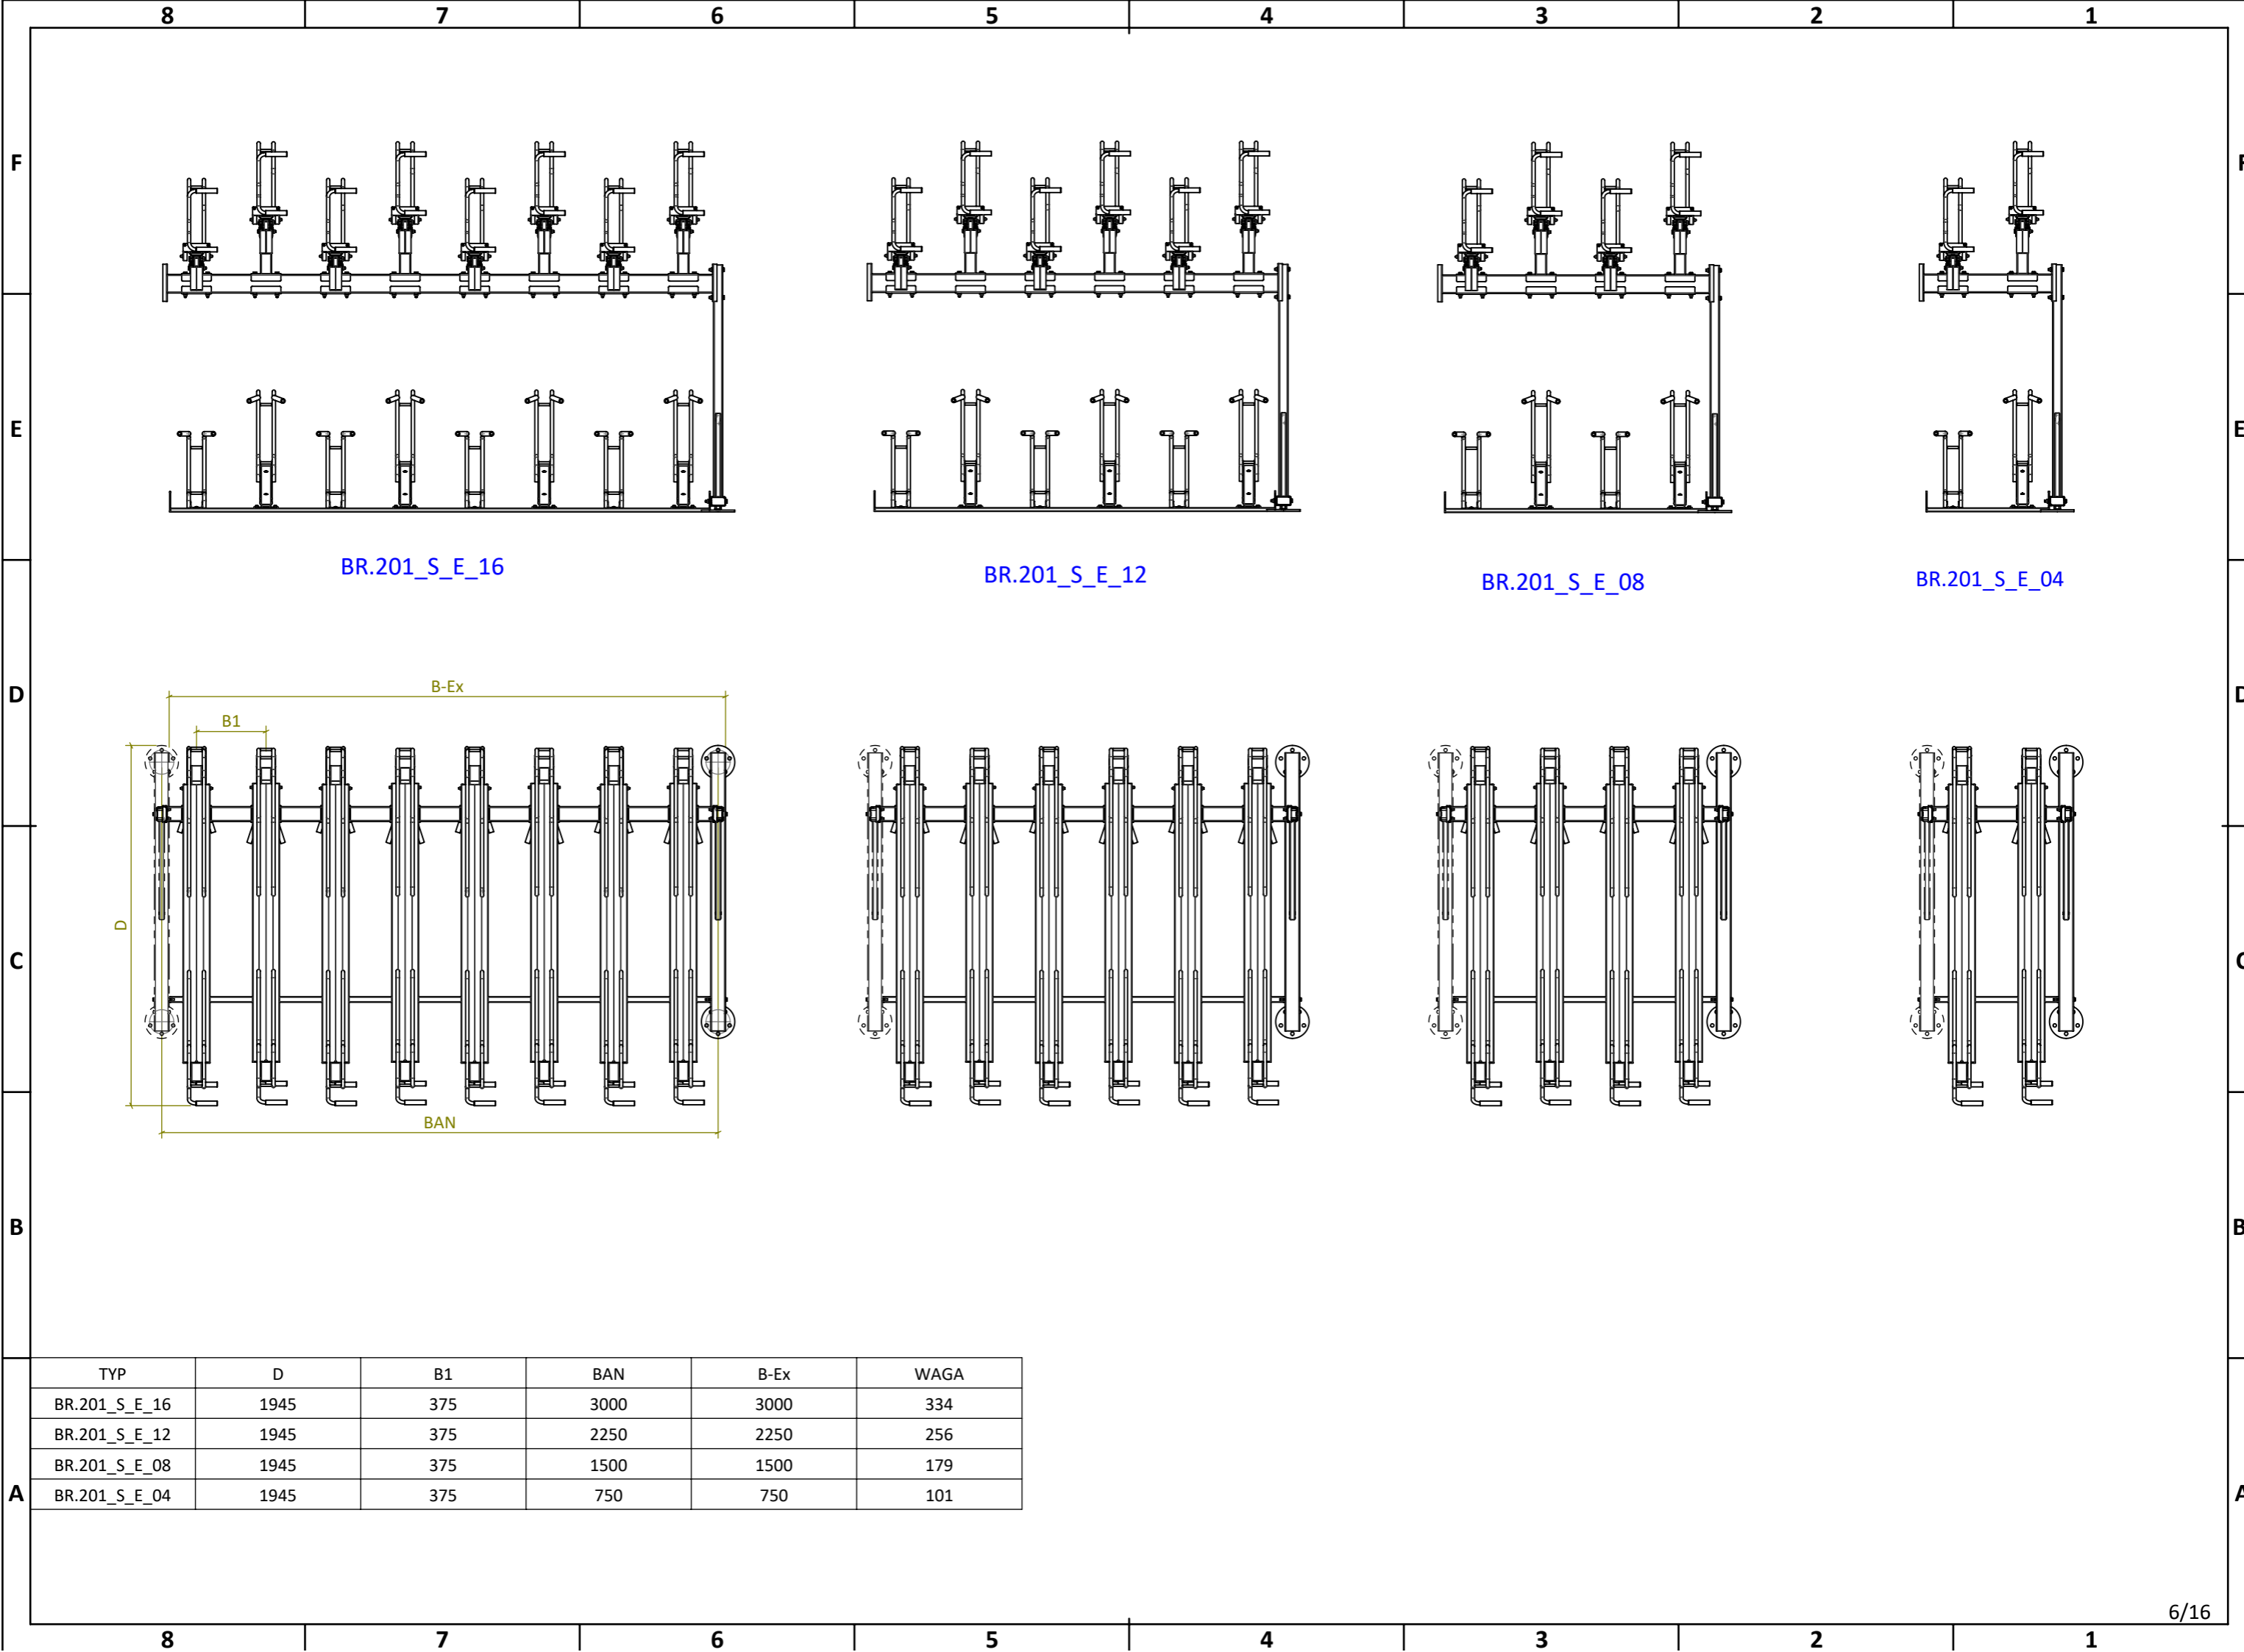 8 7 6 5 4 3 2 1
F F
E E
BR.201_S_E_16 BR.201_S_E_12 BR.201_S_E_08 BR.201_S_E_04
D D
B-Ex
B1
D
C C
BAN
B B
TYP D B1 BAN B-Ex WAGA
BR.201_S_E_16 1945 375 3000 3000 334
BR.201_S_E_12 1945 375 2250 2250 256
BR.201_S_E_08 1945 375 1500 1500 179
BR.201_S_E_04 1945 375 750 750 101
A A
6/16
8 7 6 5 4 3 2 1